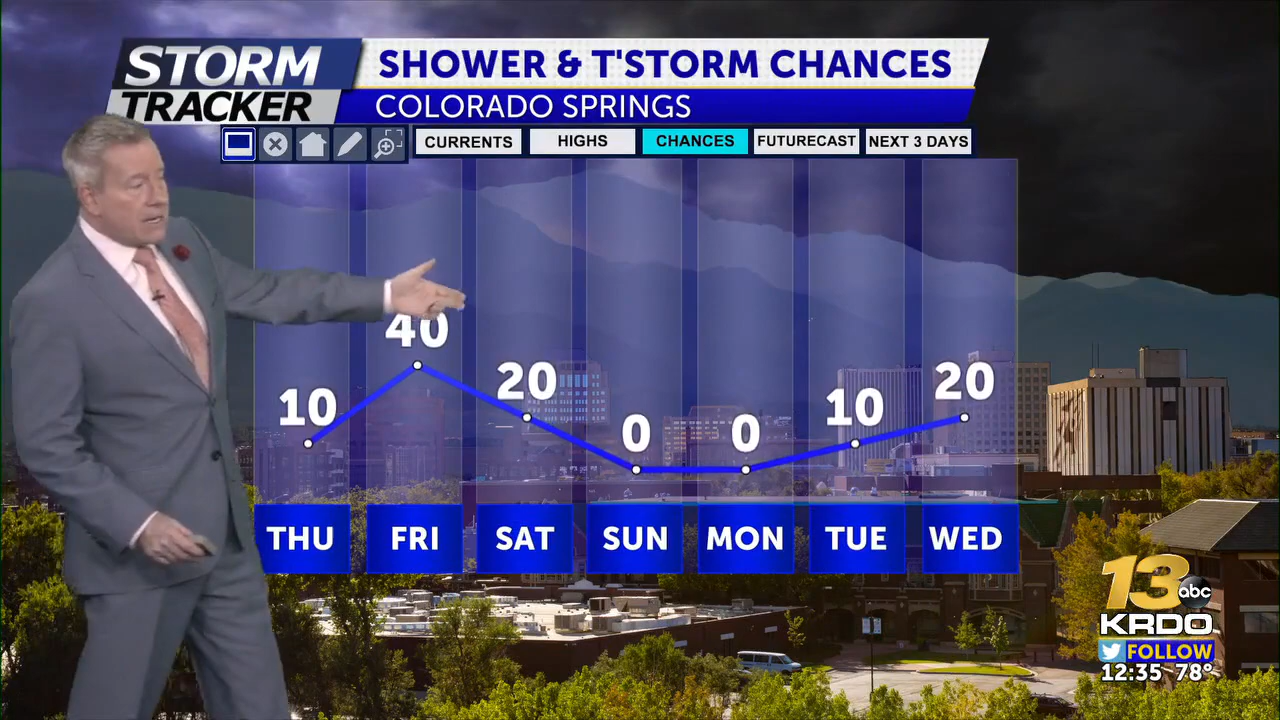 STORM
TRACKER
SHOWER & T'STORM CHANCES
COLORADO SPRINGS
CURRENTS
HIGHS
CHANCES
FUTURECAST
NEXT 3 DAYS
10
40
20
0
0
10
20
THU
FRI
SAT
SUN
MON
TUE
WED
13
abc
KRDO
FOLLOW
12:35 78°